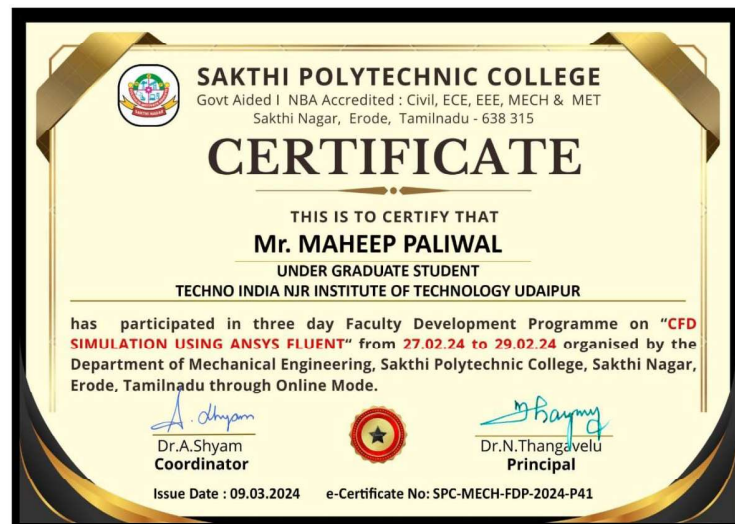 SAKTHI POLYTECHNIC COLLEGE
Govt Aided I NBA Accredited : Civil, ECE, EEE, MECH & MET
Sakthi Nagar, Erode, Tamilnadu - 638 315
SAKTHI NAGAR
CERTIFICATE
THIS IS TO CERTIFY THAT
Mr. MAHEEP PALIWAL
UNDER GRADUATE STUDENT
TECHNO INDIA NJR INSTITUTE OF TECHNOLOGY UDAIPUR
has participated in three day Faculty Development Programme on "CFD
SIMULATION USING ANSYS FLUENT" from 27.02.24 to 29.02.24 organised by the
Department of Mechanical Engineering, Sakthi Polytechnic College, Sakthi Nagar,
Erode, Tamilnadu through Online Mode.
A. Shyam
Dr.A.Shyam
Coordinator
Dr.N.Thangavelu
Principal
Issue Date : 09.03.2024 e-Certificate No: SPC-MECH-FDP-2024-P41